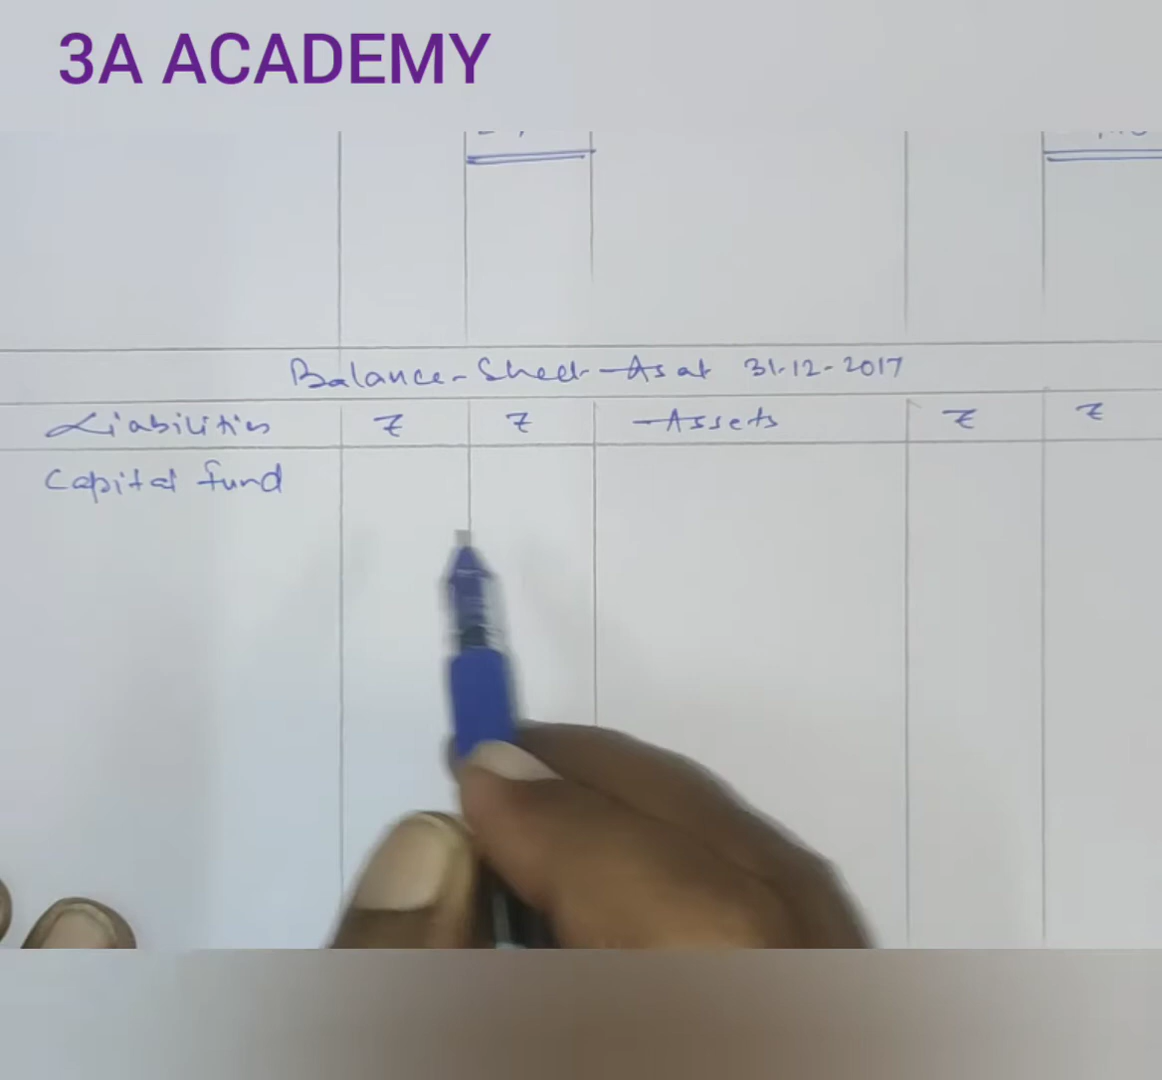 3A ACADEMY
Balance-Sheet-As at 31-12-2017
Liabilities ₹ ₹ Assets ₹ ₹
Capital fund